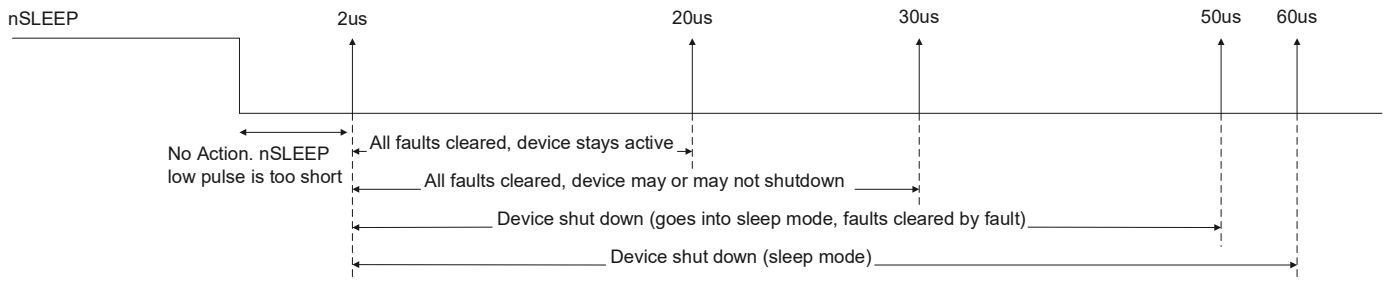 nSLEEP
2us
20us
30us
50us
60us
All faults cleared, device stays active
No Action. nSLEEP
low pulse is too short
All faults cleared, device may or may not shutdown
Device shut down (goes into sleep mode, faults cleared by fault)
Device shut down (sleep mode)